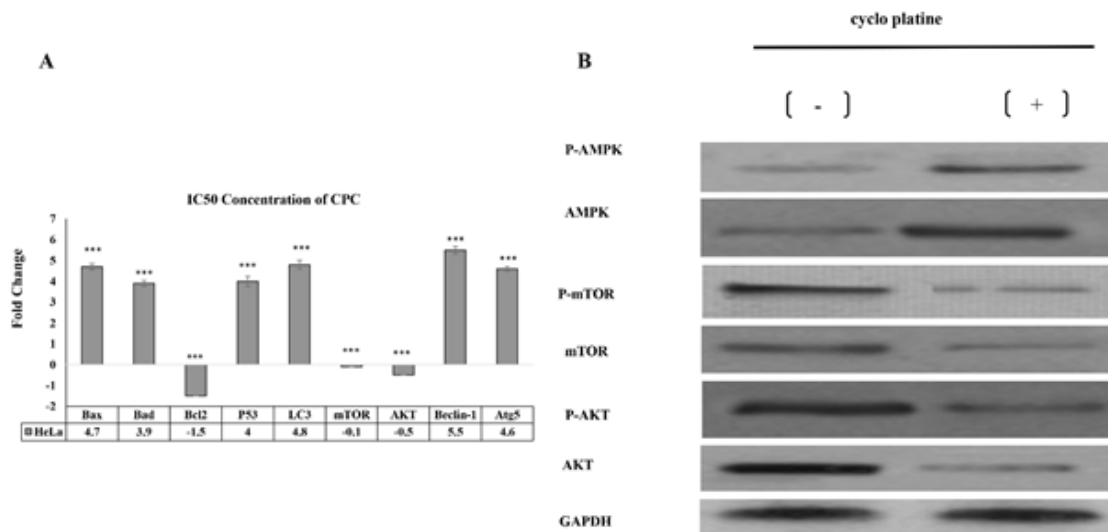 A
IC50 Concentration of CPC
Fold Change
7
6
5
4
3
2
1
0
-1
-2
***
***
***
***
***
***
***
***
***
Bax Bad Bcl2 P53 LC3 mTOR AKT Beclin-1 Atg5
HeLa 4.7 3.9 -1.5 4 4.8 -0.1 -0.5 5.5 4.6
B
cyclo platine
( - ) ( + )
P-AMPK
AMPK
P-mTOR
mTOR
P-AKT
AKT
GAPDH